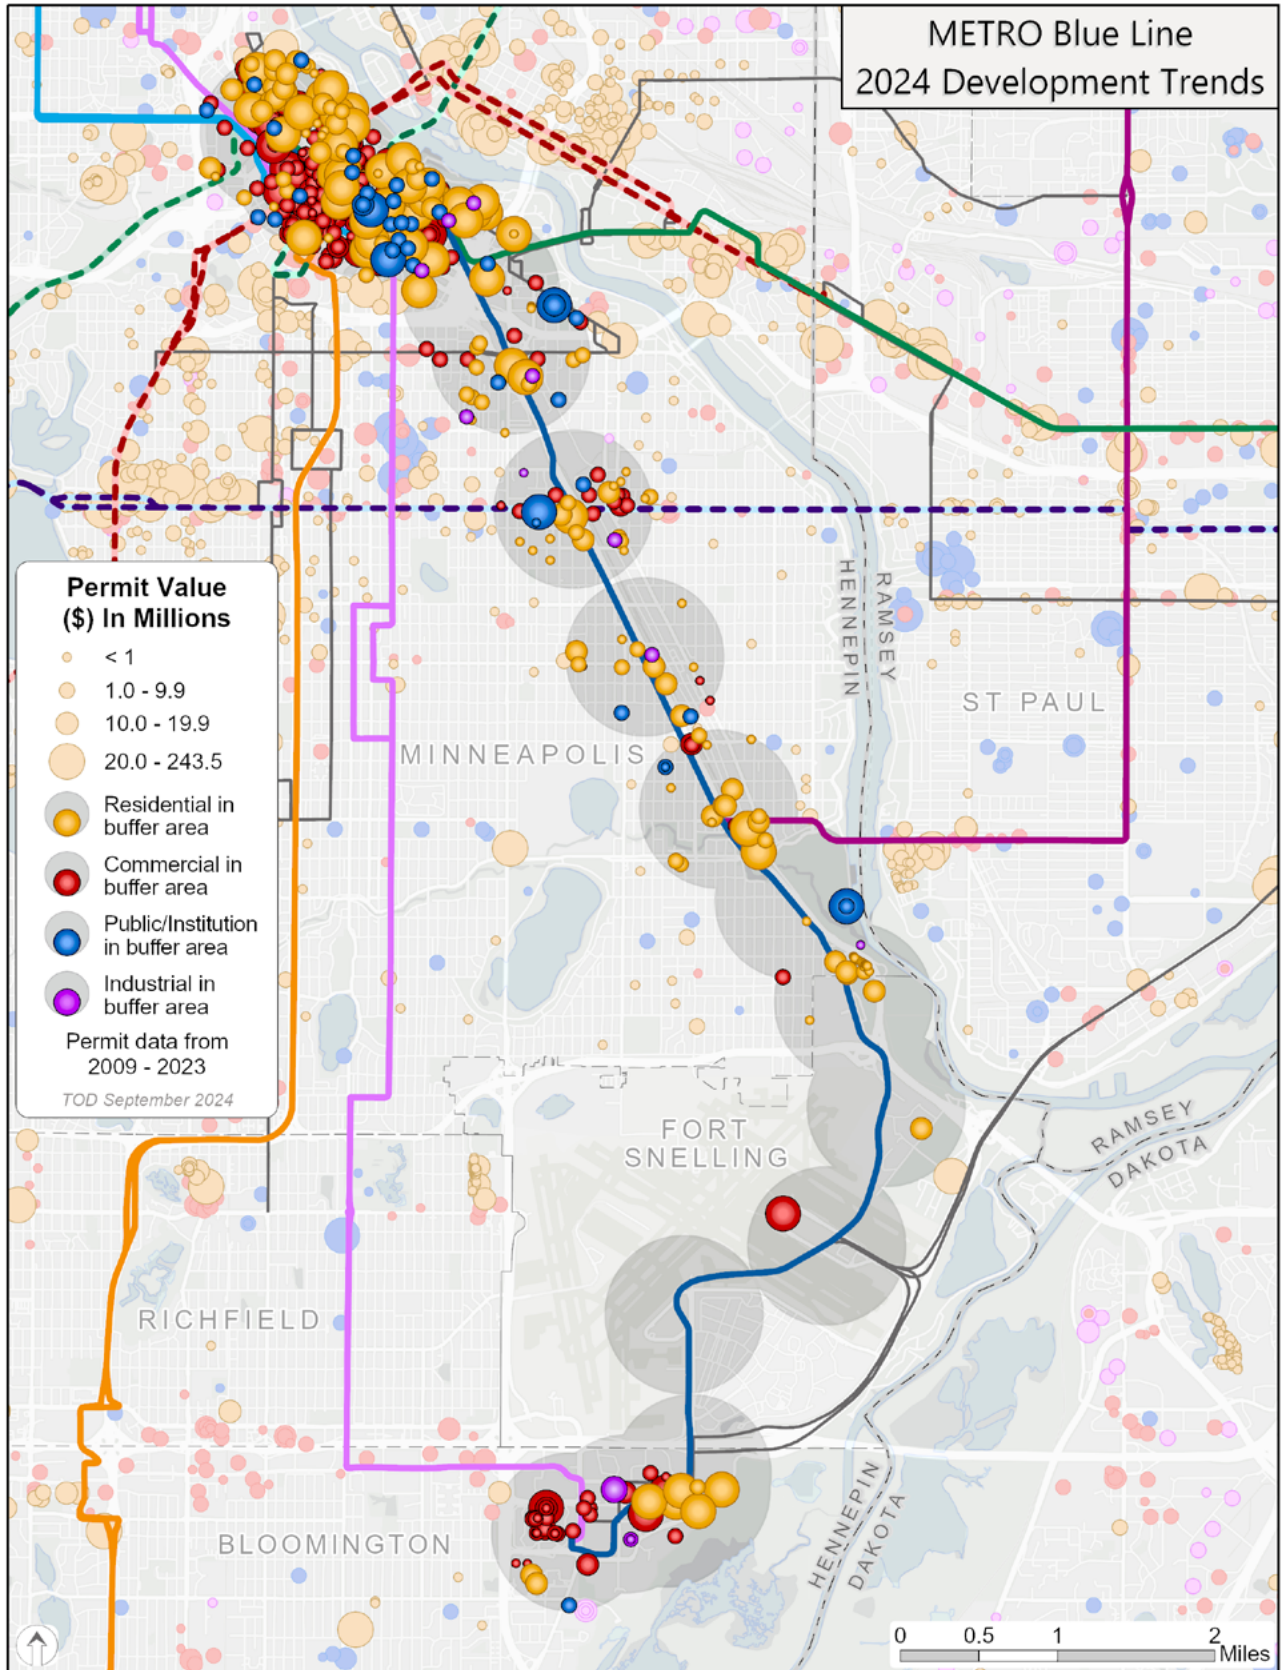 METRO Blue Line
2024 Development Trends
HENNEPIN
RAMSEY
ST PAUL
MINNEAPOLIS
Permit Value
($) In Millions
< 1
1.0 - 9.9
10.0 - 19.9
20.0 - 243.5
Residential in
buffer area
Commercial in
buffer area
Public/Institution
in buffer area
Industrial in
buffer area
Permit data from
2009 - 2023
TOD September 2024
FORT
SNELLING
RAMSEY
DAKOTA
RICHFIELD
BLOOMINGTON
HENNEPIN
DAKOTA
0 0.5 1 2
Miles